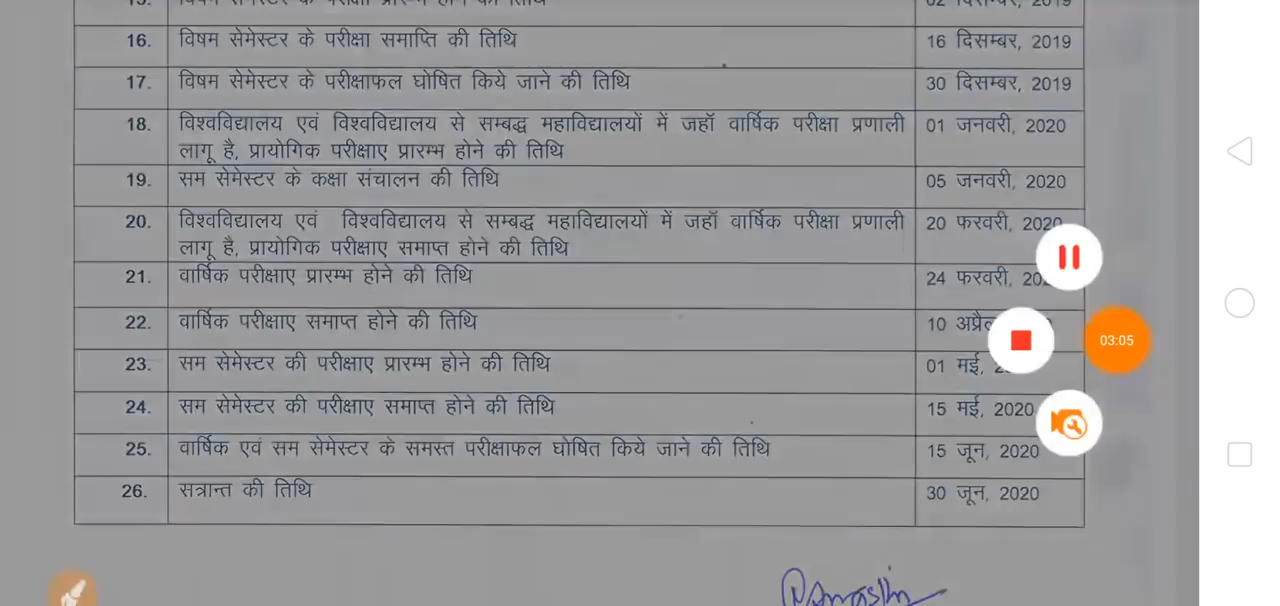 16. विषम सेमेस्टर के परीक्षा समाप्ति की तिथि 16 दिसम्बर, 2019
17. विषम सेमेस्टर के परीक्षाफल घोषित किये जाने की तिथि 30 दिसम्बर, 2019
18. विश्वविद्यालय एवं विश्वविद्यालय से सम्बद्ध महाविद्यालयों में जहॉ वार्षिक परीक्षा प्रणाली 01 जनवरी, 2020
लागू है, प्रायोगिक परीक्षाए प्रारम्भ होने की तिथि
19. सम सेमेस्टर के कक्षा संचालन की तिथि 05 जनवरी, 2020
20. विश्वविद्यालय एवं विश्वविद्यालय से सम्बद्ध महाविद्यालयों में जहॉ वार्षिक परीक्षा प्रणाली 20 फरवरी, 2020
लागू है, प्रायोगिक परीक्षाए समाप्त होने की तिथि
21. वार्षिक परीक्षाए प्रारम्भ होने की तिथि 24 फरवरी,
22. वार्षिक परीक्षाए समाप्त होने की तिथि 10
23. सम सेमेस्टर की परीक्षाए प्रारम्भ होने की तिथि 01 मई,
24. सम सेमेस्टर की परीक्षाए समाप्त होने की तिथि 15 मई, 2020
25. वार्षिक एवं सम सेमेस्टर के समस्त परीक्षाफल घोषित किये जाने की तिथि 15 जून, 2020
26. सत्रान्त की तिथि 30 जून, 2020
03:05